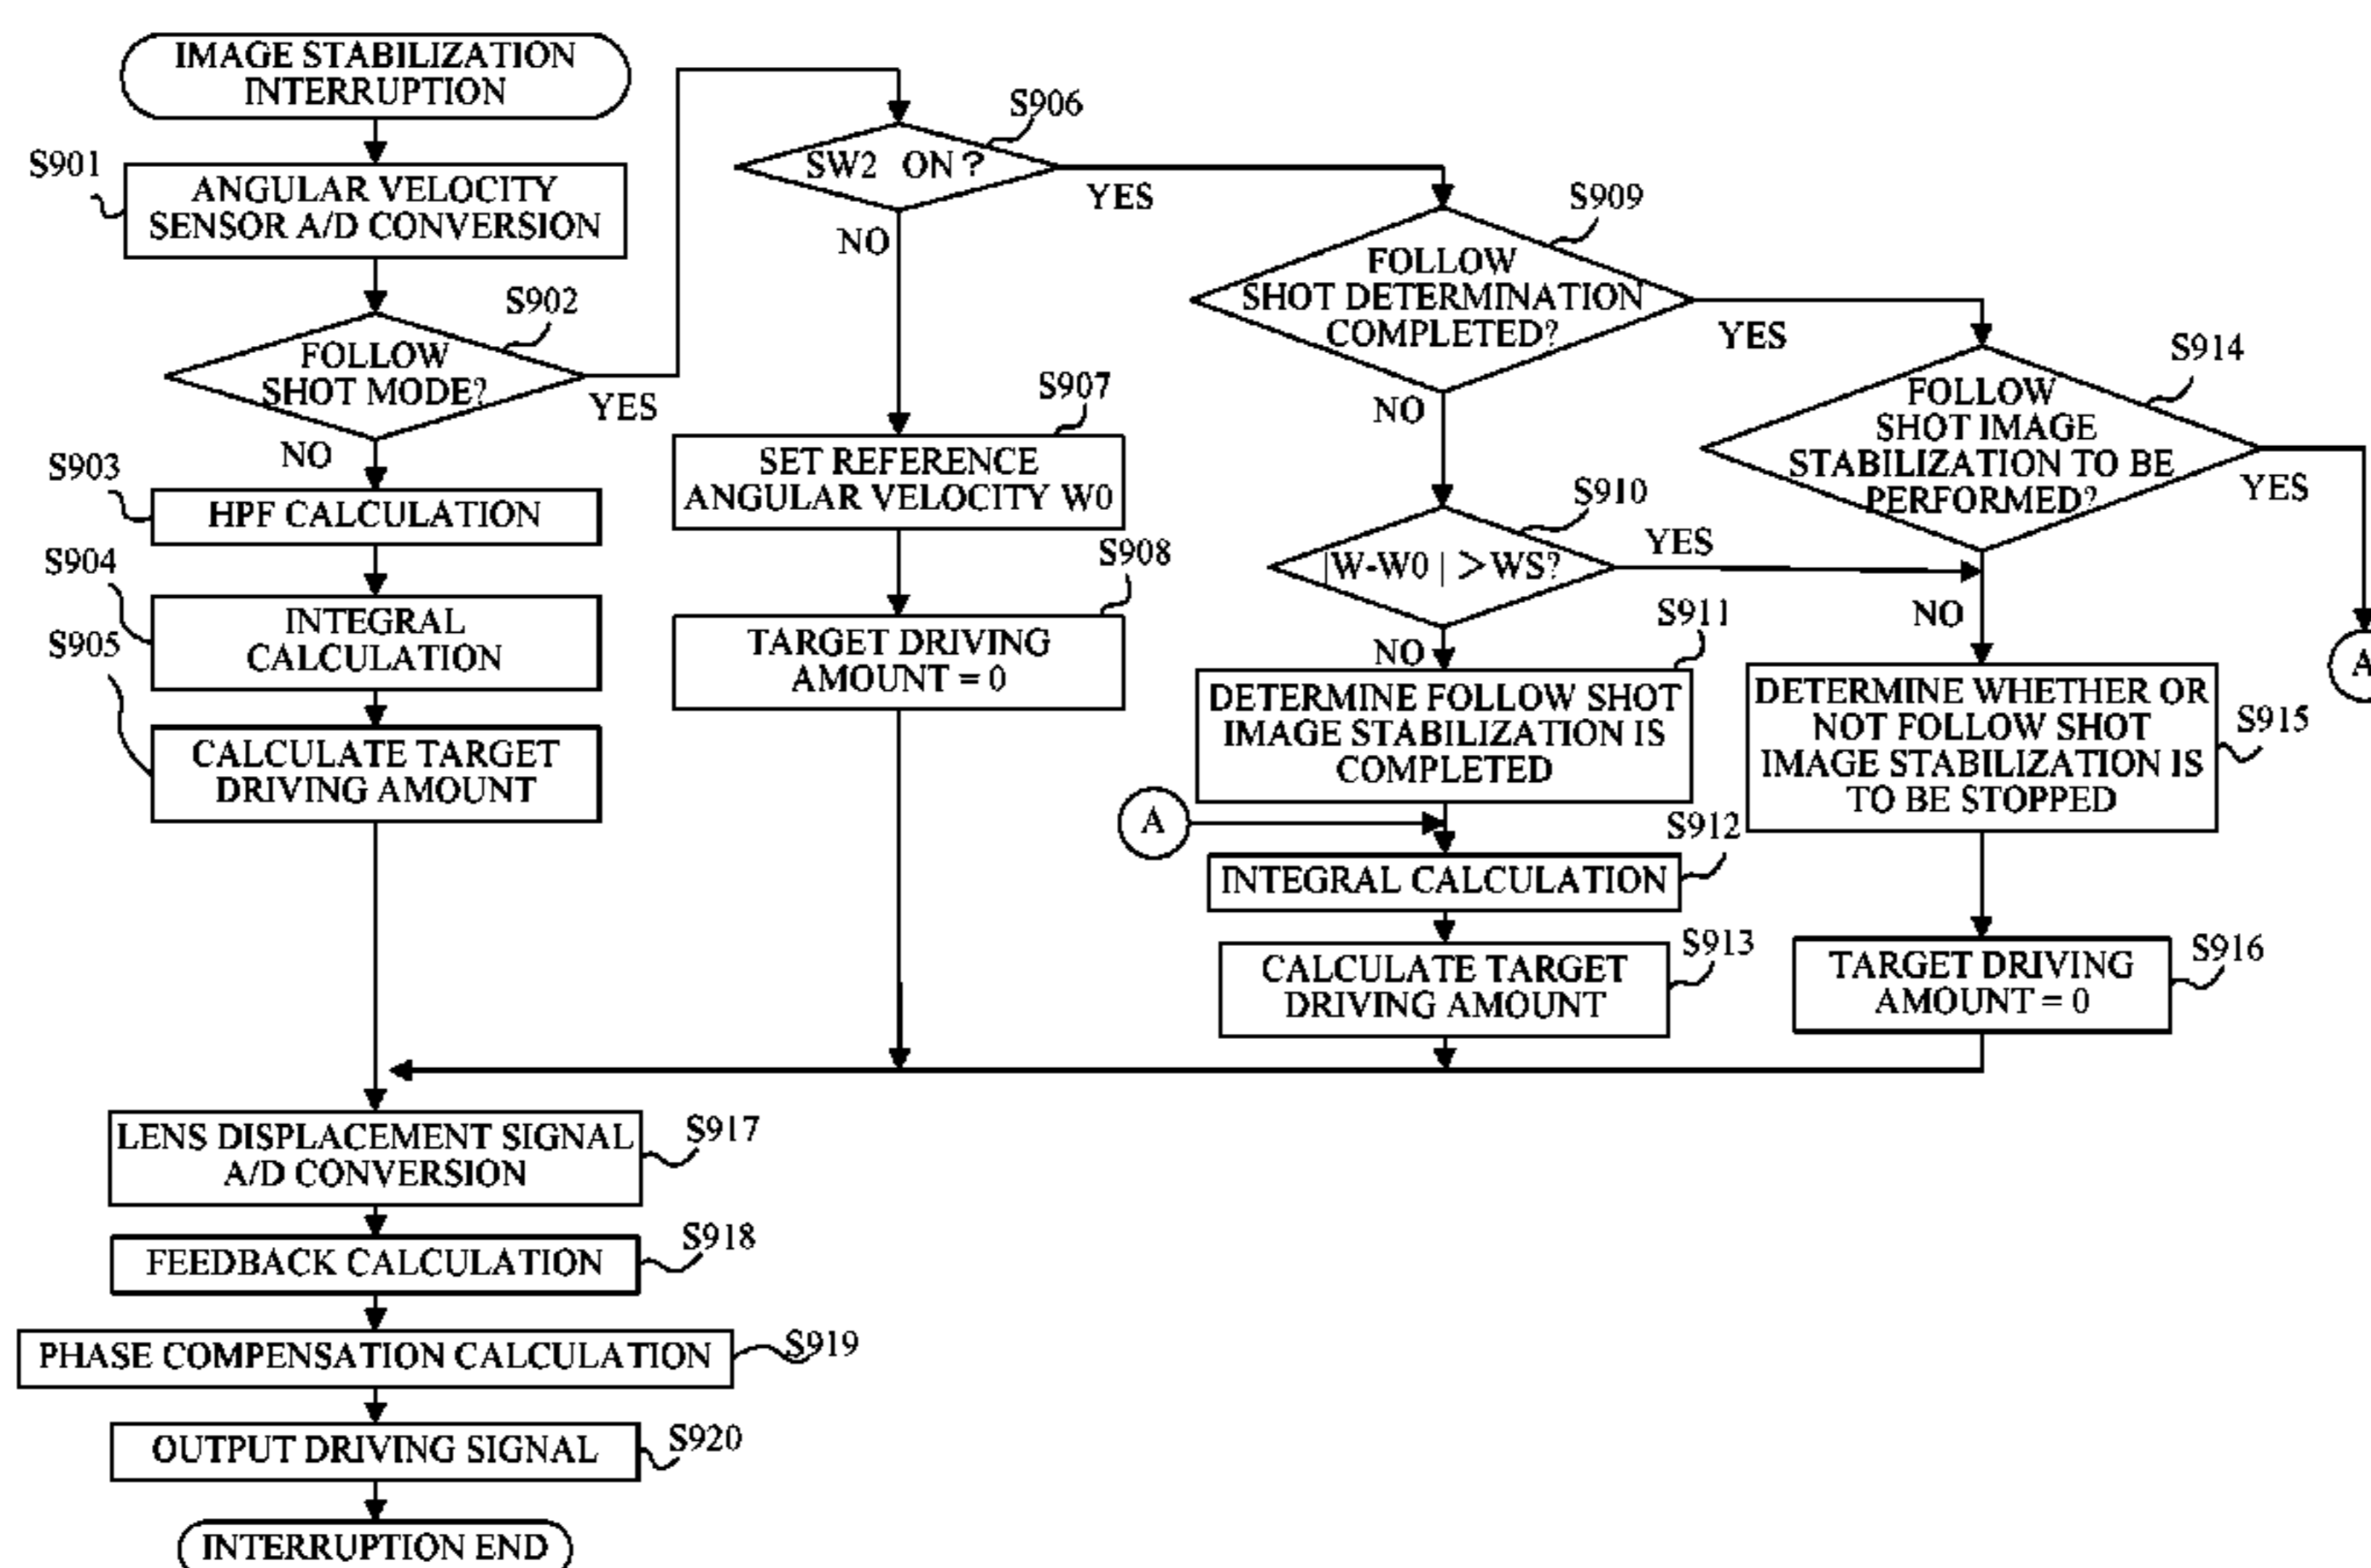 IMAGE STABILIZATION
INTERRUPTION
S901
ANGULAR VELOCITY
SENSOR A/D CONVERSION
S902
FOLLOW
SHOT MODE?
YES
NO
S903
HPF CALCULATION
S904
INTEGRAL
CALCULATION
S905
CALCULATE TARGET
DRIVING AMOUNT
S906
SW2 ON?
YES
NO
S907
SET REFERENCE
ANGULAR VELOCITY W0
S908
TARGET DRIVING
AMOUNT = 0
S909
FOLLOW
SHOT DETERMINATION
COMPLETED?
YES
NO
S910
|W-W0| >WS?
YES
NO
S911
DETERMINE FOLLOW SHOT
IMAGE STABILIZATION IS
COMPLETED
A
S912
INTEGRAL CALCULATION
S913
CALCULATE TARGET
DRIVING AMOUNT
S914
FOLLOW
SHOT IMAGE
STABILIZATION TO BE
PERFORMED?
YES
NO
A
S915
DETERMINE WHETHER OR
NOT FOLLOW SHOT
IMAGE STABILIZATION IS
TO BE STOPPED
S916
TARGET DRIVING
AMOUNT = 0
S917
LENS DISPLACEMENT SIGNAL
A/D CONVERSION
S918
FEEDBACK CALCULATION
S919
PHASE COMPENSATION CALCULATION
S920
OUTPUT DRIVING SIGNAL
INTERRUPTION END